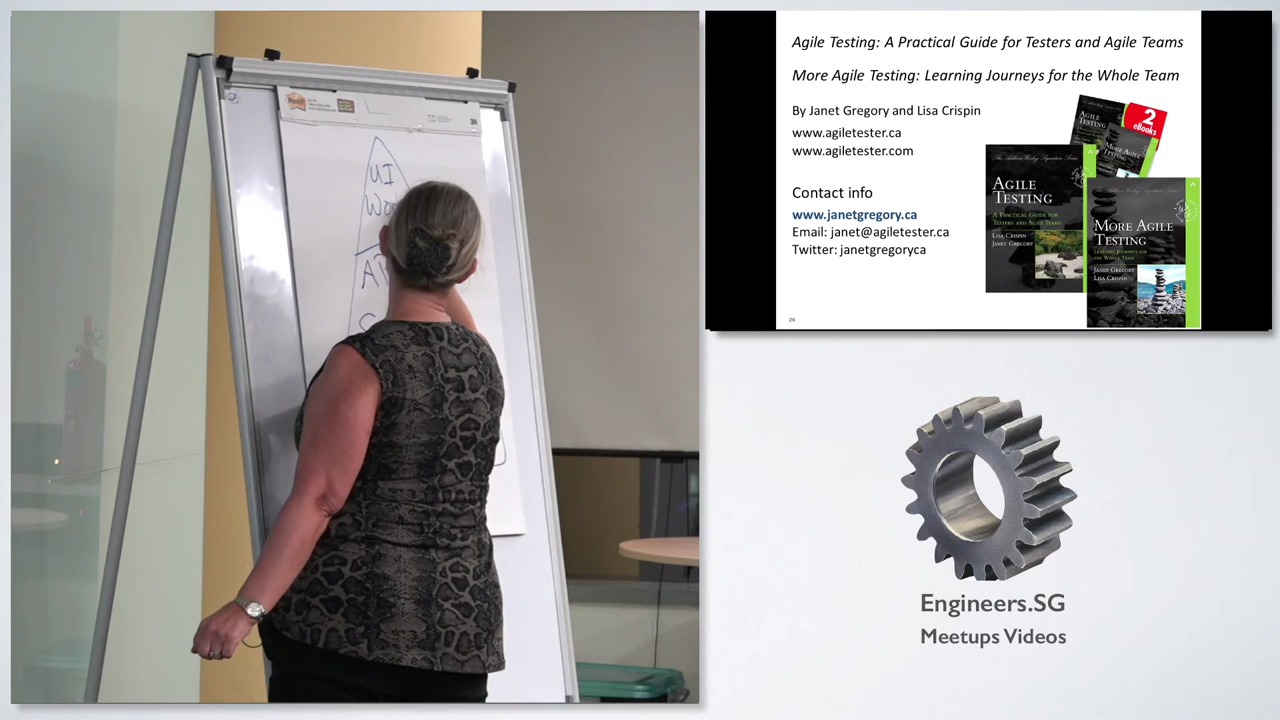 UI
Agile Testing: A Practical Guide for Testers and Agile Teams
More Agile Testing: Learning Journeys for the Whole Team
By Janet Gregory and Lisa Crispin
www.agiletester.ca
www.agiletester.com
Contact info
www.janetgregory.ca
Email: janet@agiletester.ca
Twitter: janetgregoryca
26
2
eBooks
AGILE
TESTING
MORE AGILE
AGILE
TESTING
A PRACTICAL GUIDE FOR
TESTERS AND AGILE TEAMS
LISA CRISPIN
JANET GREGORY
MORE AGILE
TESTING
LEARNING JOURNEYS FOR
THE WHOLE TEAM
JANET GREGORY
LISA CRISPIN
Engineers.SG
Meetups Videos